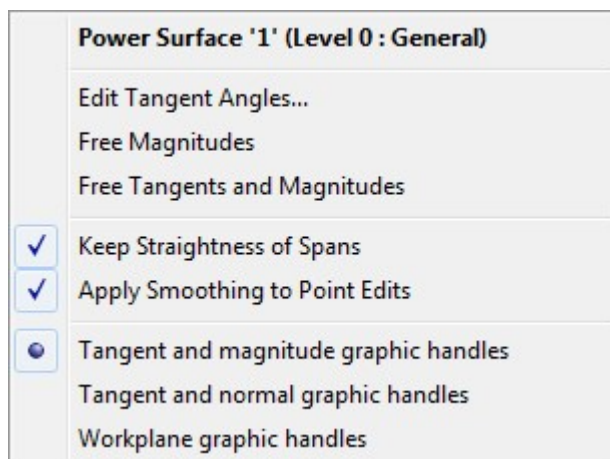 Power Surface '1' (Level 0 : General)
Edit Tangent Angles...
Free Magnitudes
Free Tangents and Magnitudes
Keep Straightness of Spans
Apply Smoothing to Point Edits
Tangent and magnitude graphic handles
Tangent and normal graphic handles
Workplane graphic handles